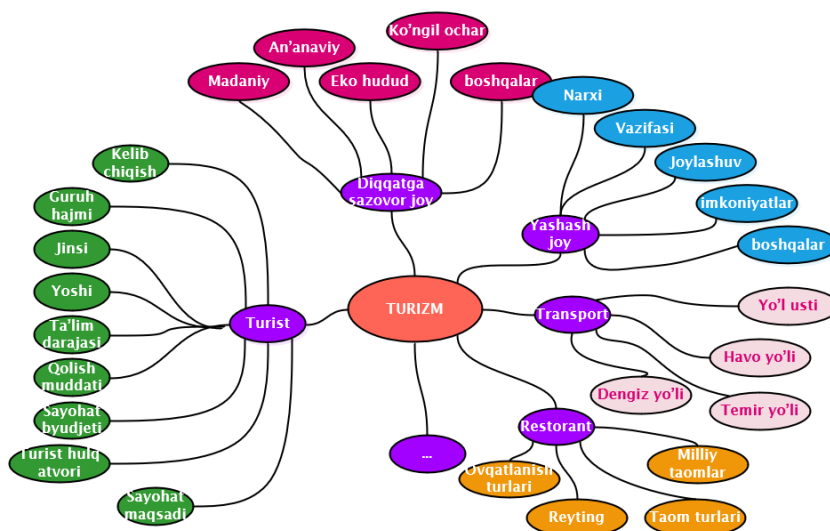 Ko'ngil ochar
An'anaviy
Madaniy
Eko hudud
boshqalar
Narxi
Vazifasi
Joylashuv
imkoniyatlar
boshqalar
Diqqatga
sazovor joy
Yashash
joy
Kelib
chiqish
Guruh
hajmi
Jinsi
Yoshi
Ta'lim
darajasi
Qolish
muddati
Sayohat
byudjeti
Turist hulq
atvori
Sayohat
maqsadi
Turist
TURIZM
Transport
Yo'l usti
Havo yo'li
Temir yo'li
Dengiz yo'li
Restorant
...
Ovqatlanish
turlari
Reyting
Taom turlari
Milliy
taomlar